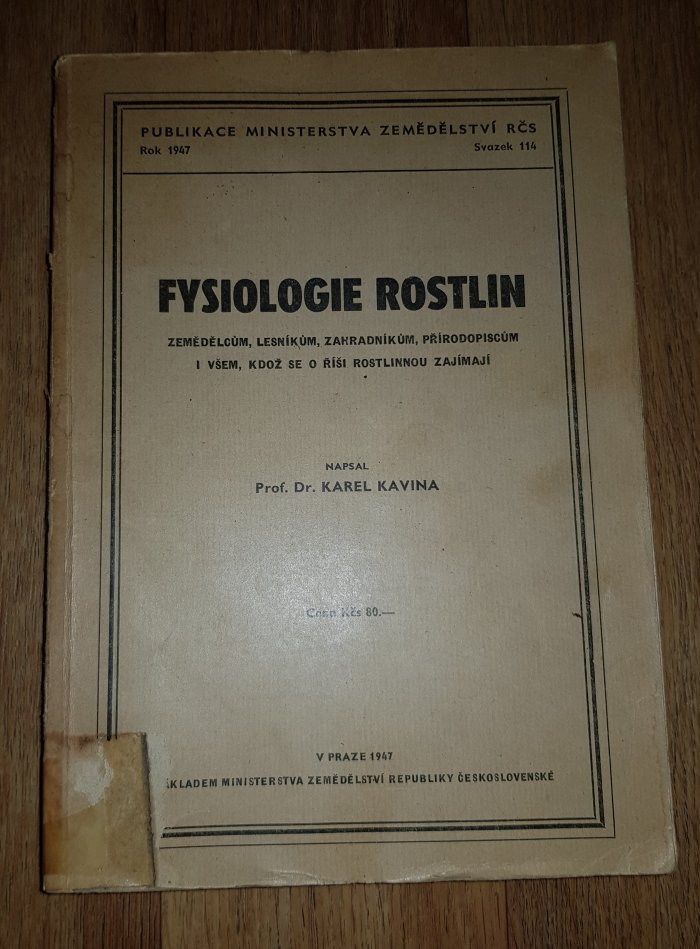 PUBLIKACE MINISTERSTVA ZEMĚDĚLSTVÍ RČS
Rok 1947 Svazek 114
FYSIOLOGIE ROSTLIN
ZEMĚDĚLCŮM, LESNÍKŮM, ZAHRADNÍKŮM, PŘÍRODOPISCŮM
I VŠEM, KDOŽ SE O ŘÍŠI ROSTLINNOU ZAJÍMAJÍ
NAPSAL
Prof. Dr. KAREL KAVINA
Cena Kčs 80.—
V PRAZE 1947
ÁKLADEM MINISTERSTVA ZEMĚDĚLSTVÍ REPUBLIKY ČESKOSLOVENSKÉ